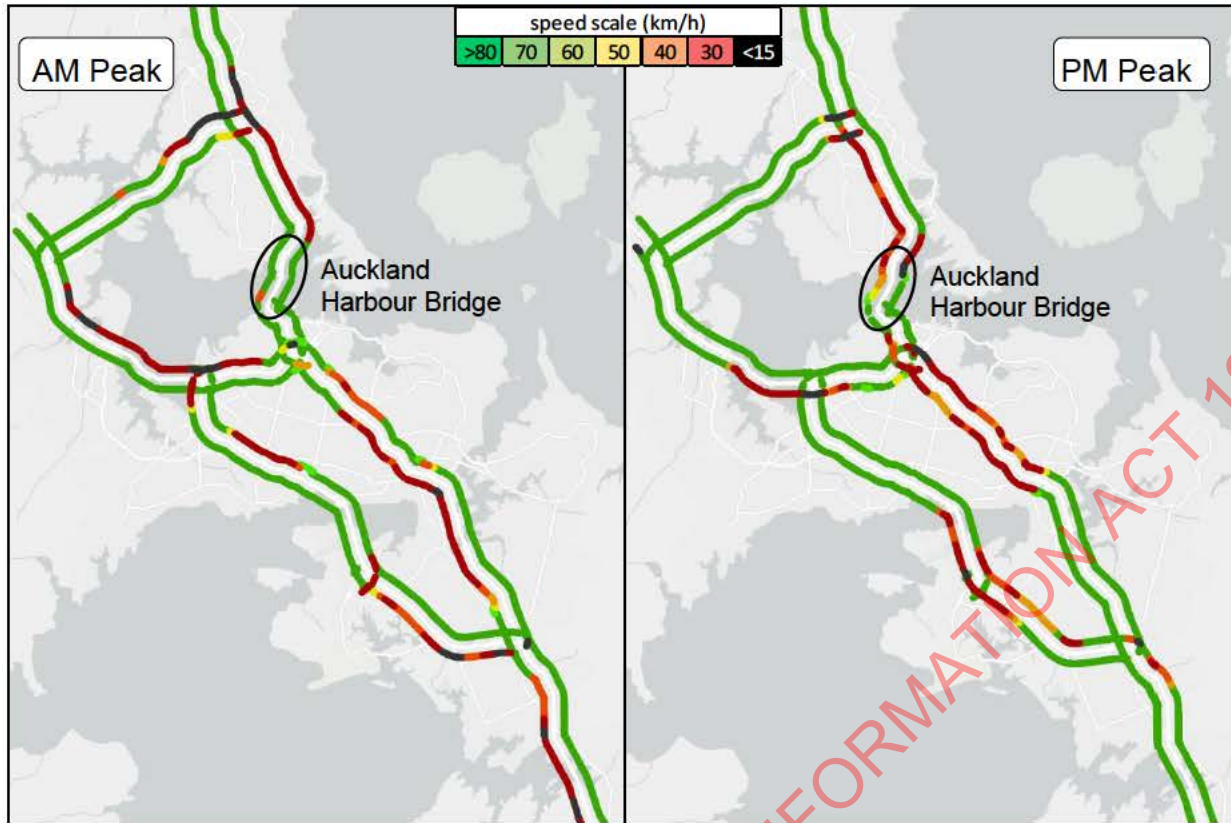 speed scale (km/h)
>80 70 60 50 40 30 <15
AM Peak
PM Peak
Auckland
Harbour Bridge
Auckland
Harbour Bridge
INFORMATION ACT 19